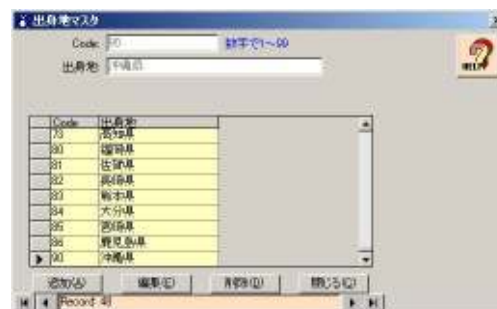 出身地マスタ
Code: 90 数字で1～99
出身地: 沖縄県
HELP
Code 出身地
73 高知県
80 福岡県
81 佐賀県
82 長崎県
83 熊本県
84 大分県
85 宮崎県
86 鹿児島県
90 沖縄県
追加(A) 編集(E) 削除(D) 閉じる(C)
Record: 49